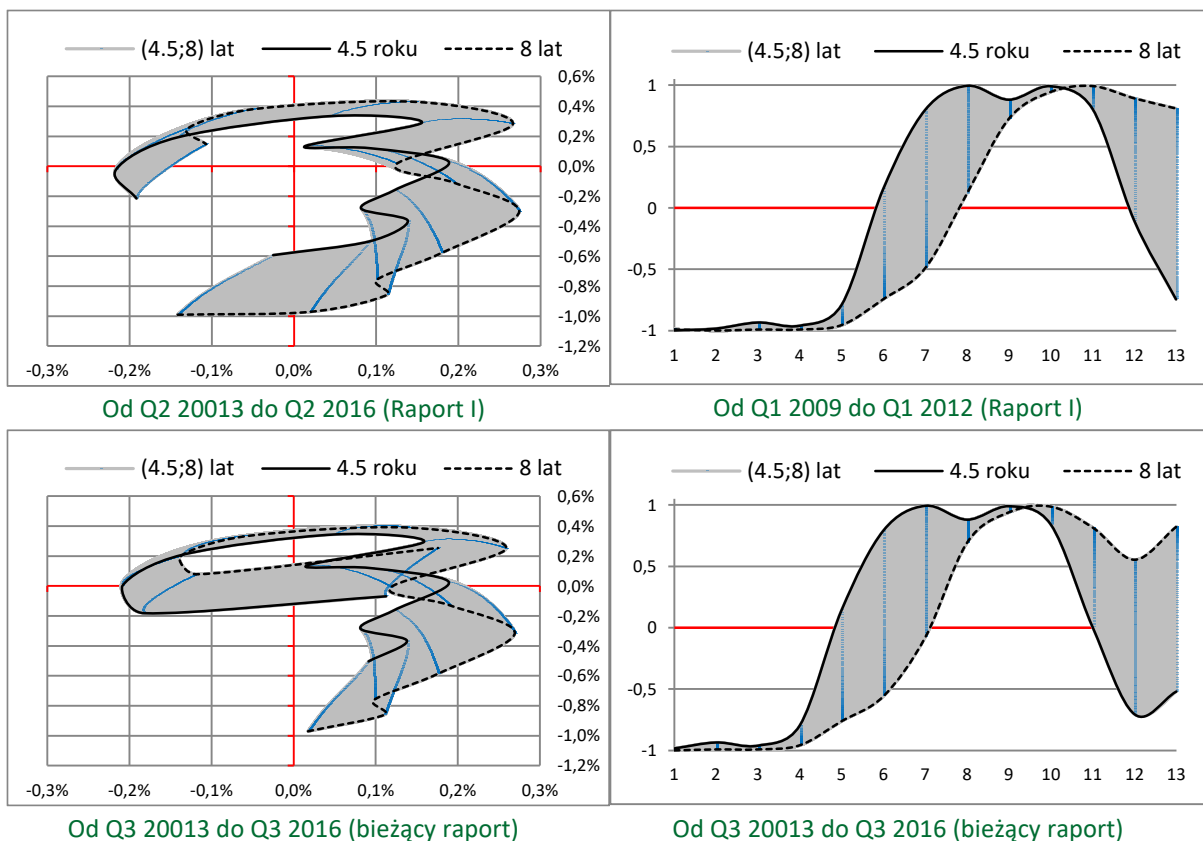 (4.5;8) lat 4.5 roku 8 lat
0,6%
0,4%
0,2%
0,0%
-0,2%
-0,4%
-0,6%
-0,8%
-1,0%
-1,2%
-0,3% -0,2% -0,1% 0,0% 0,1% 0,2% 0,3%
Od Q2 20013 do Q2 2016 (Raport I)
(4.5;8) lat 4.5 roku 8 lat
1
0,5
0
-0,5
-1
1 2 3 4 5 6 7 8 9 10 11 12 13
Od Q1 2009 do Q1 2012 (Raport I)
(4.5;8) lat 4.5 roku 8 lat
0,6%
0,4%
0,2%
0,0%
-0,2%
-0,4%
-0,6%
-0,8%
-1,0%
-1,2%
-0,3% -0,2% -0,1% 0,0% 0,1% 0,2% 0,3%
Od Q3 20013 do Q3 2016 (bieżący raport)
(4.5;8) lat 4.5 roku 8 lat
1
0,5
0
-0,5
-1
1 2 3 4 5 6 7 8 9 10 11 12 13
Od Q3 20013 do Q3 2016 (bieżący raport)